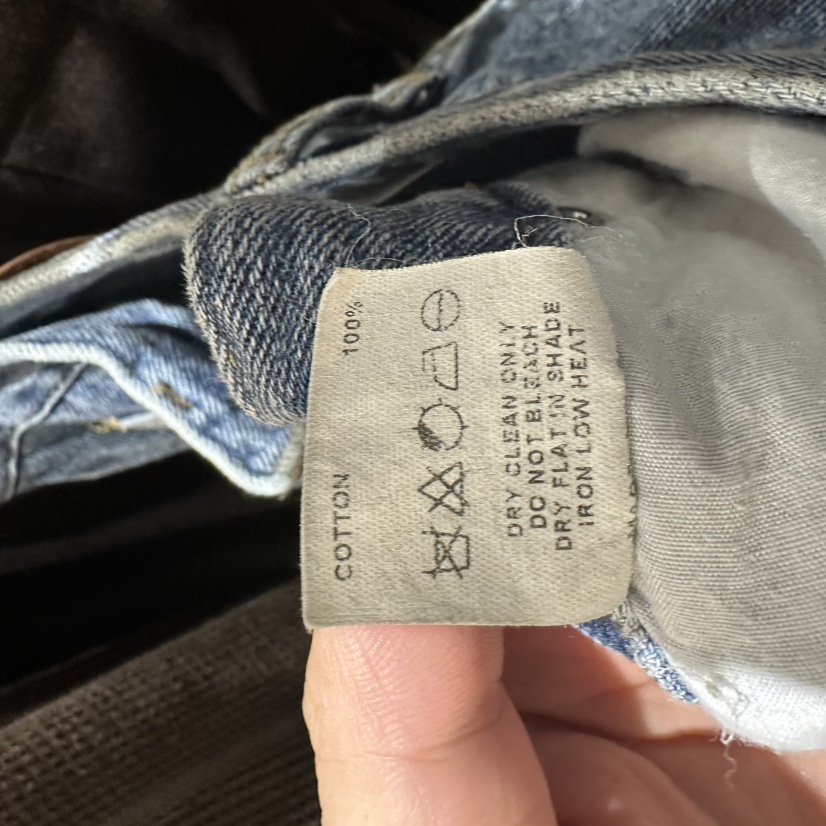 COTTON 100%
DRY CLEAN ONLY
DO NOT BLEACH
DRY FLAT IN SHADE
IRON LOW HEAT